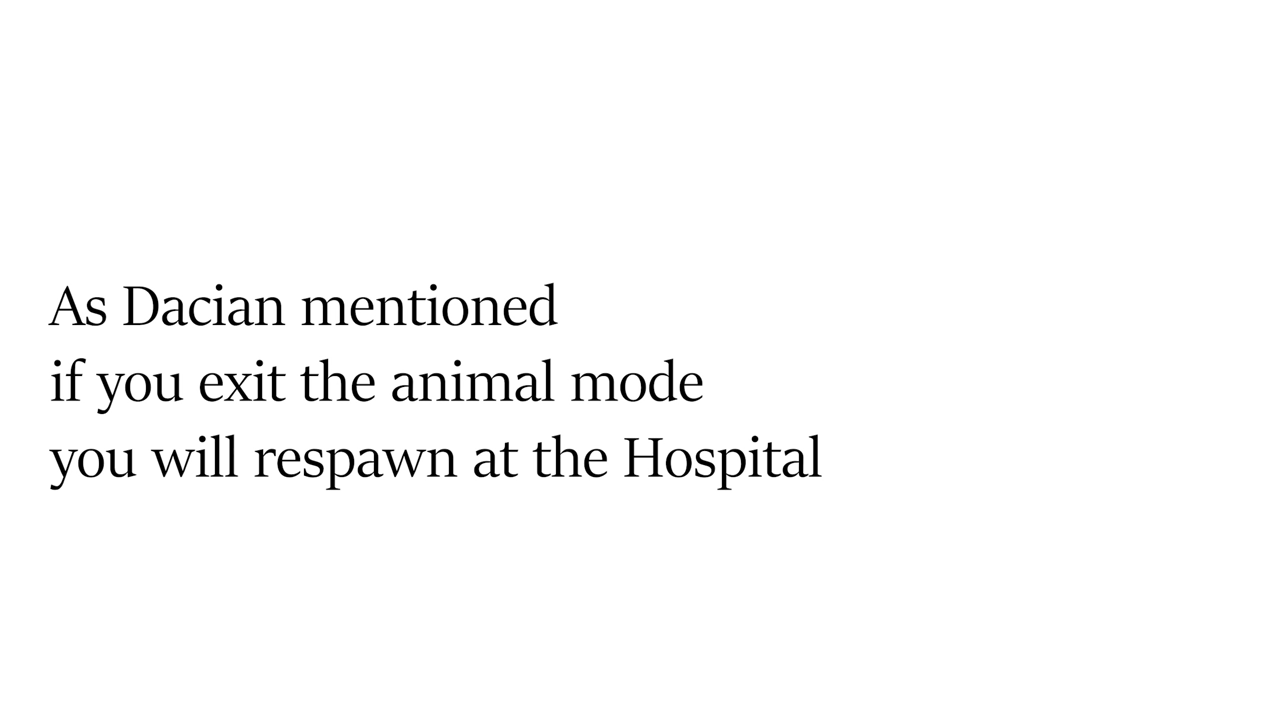 As Dacian mentioned
if you exit the animal mode
you will respawn at the Hospital